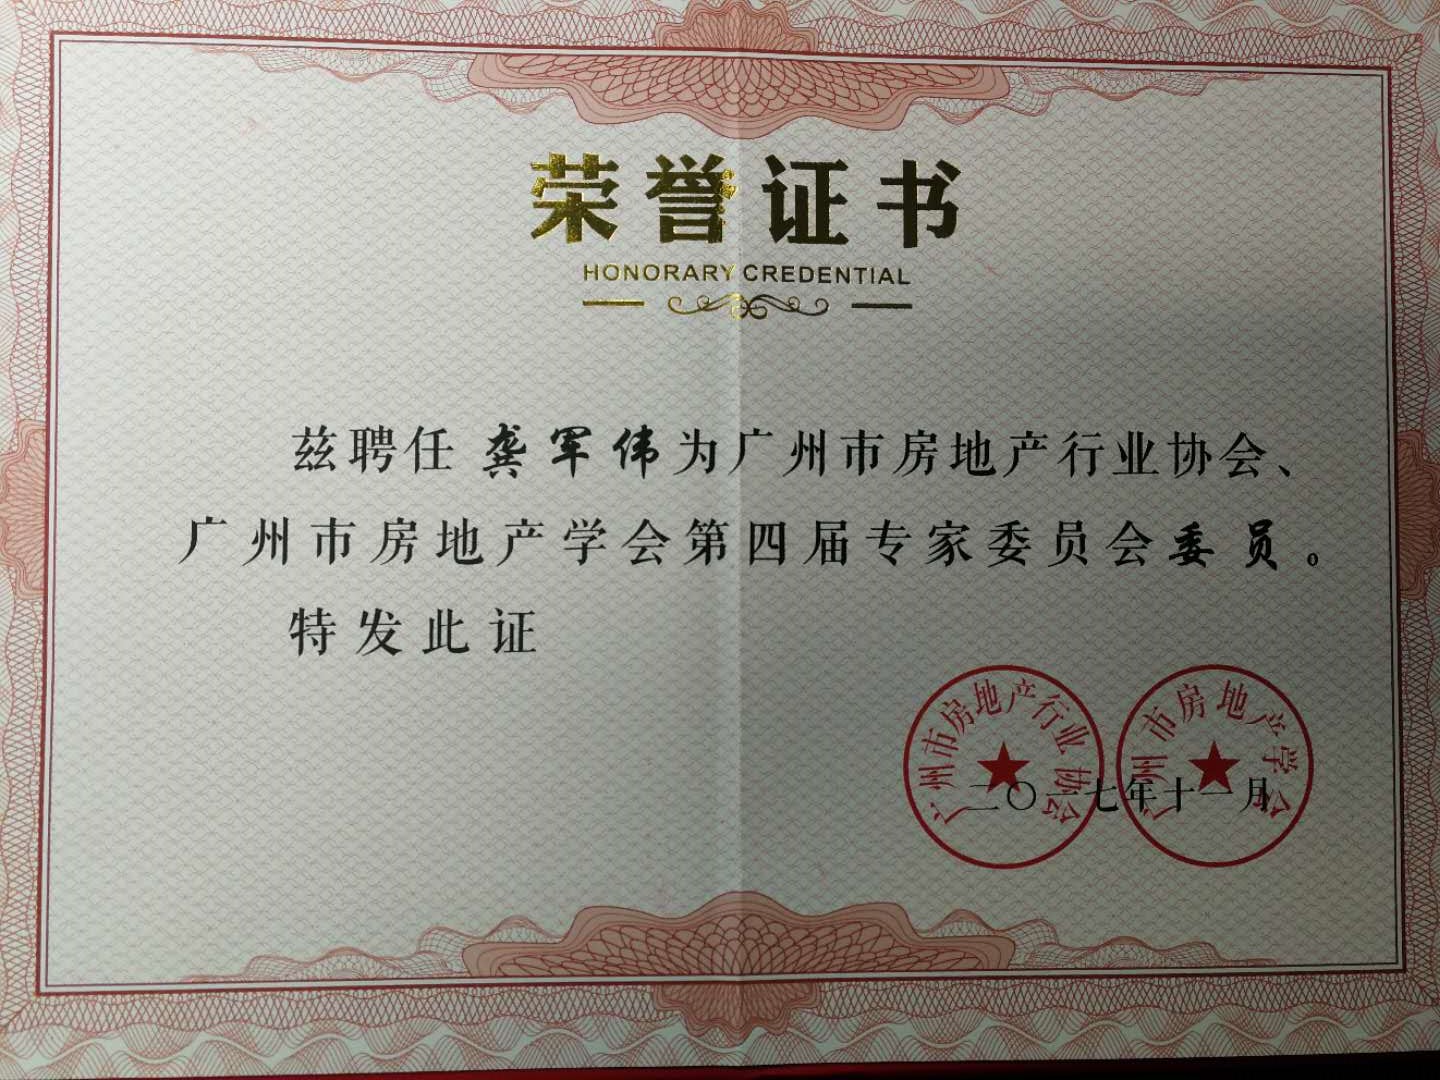 荣誉证书
HONORARY CREDENTIAL
兹聘任龚军伟为广州市房地产行业协会、
广州市房地产学会第四届专家委员会委员。
特发此证
广州市房地产行业协会
广州市房地产学会
二〇一七年十一月